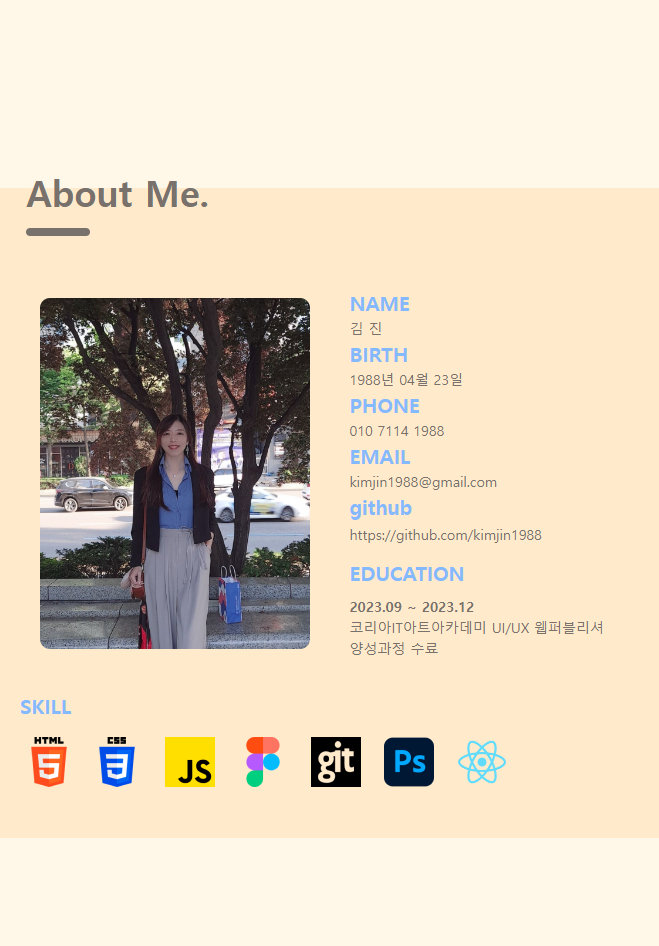 About Me.
NAME
김 진
BIRTH
1988년 04월 23일
PHONE
010 7114 1988
EMAIL
kimjin1988@gmail.com
github
https://github.com/kimjin1988
EDUCATION
2023.09 ~ 2023.12
코리아IT아트아카데미 UI/UX 웹퍼블리셔
양성과정 수료
SKILL
HTML
5
CSS
3
JS
git
Ps